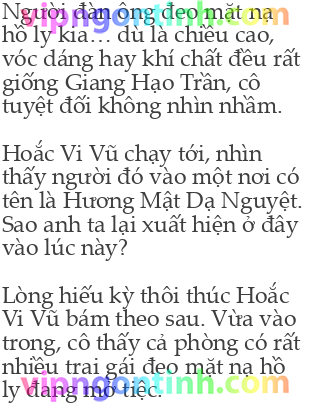 Người đàn ông đeo mặt nạ
hồ ly kia… dù là chiều cao,
vóc dáng hay khí chất đều rất
giống Giang Hạo Trần, cô
tuyệt đối không nhìn nhầm.
Hoắc Vi Vũ chạy tới, nhìn
thấy người đó vào một nơi có
tên là Hương Mật Dạ Nguyệt.
Sao anh ta lại xuất hiện ở đây
vào lúc này?
Lòng hiếu kỳ thôi thúc Hoắc
Vi Vũ bám theo sau. Vừa vào
trong, cô thấy cả phòng có rất
nhiều trai gái đeo mặt nạ hồ
ly đang mở tiệc.
vipngontinh.com
vipngontinh.com